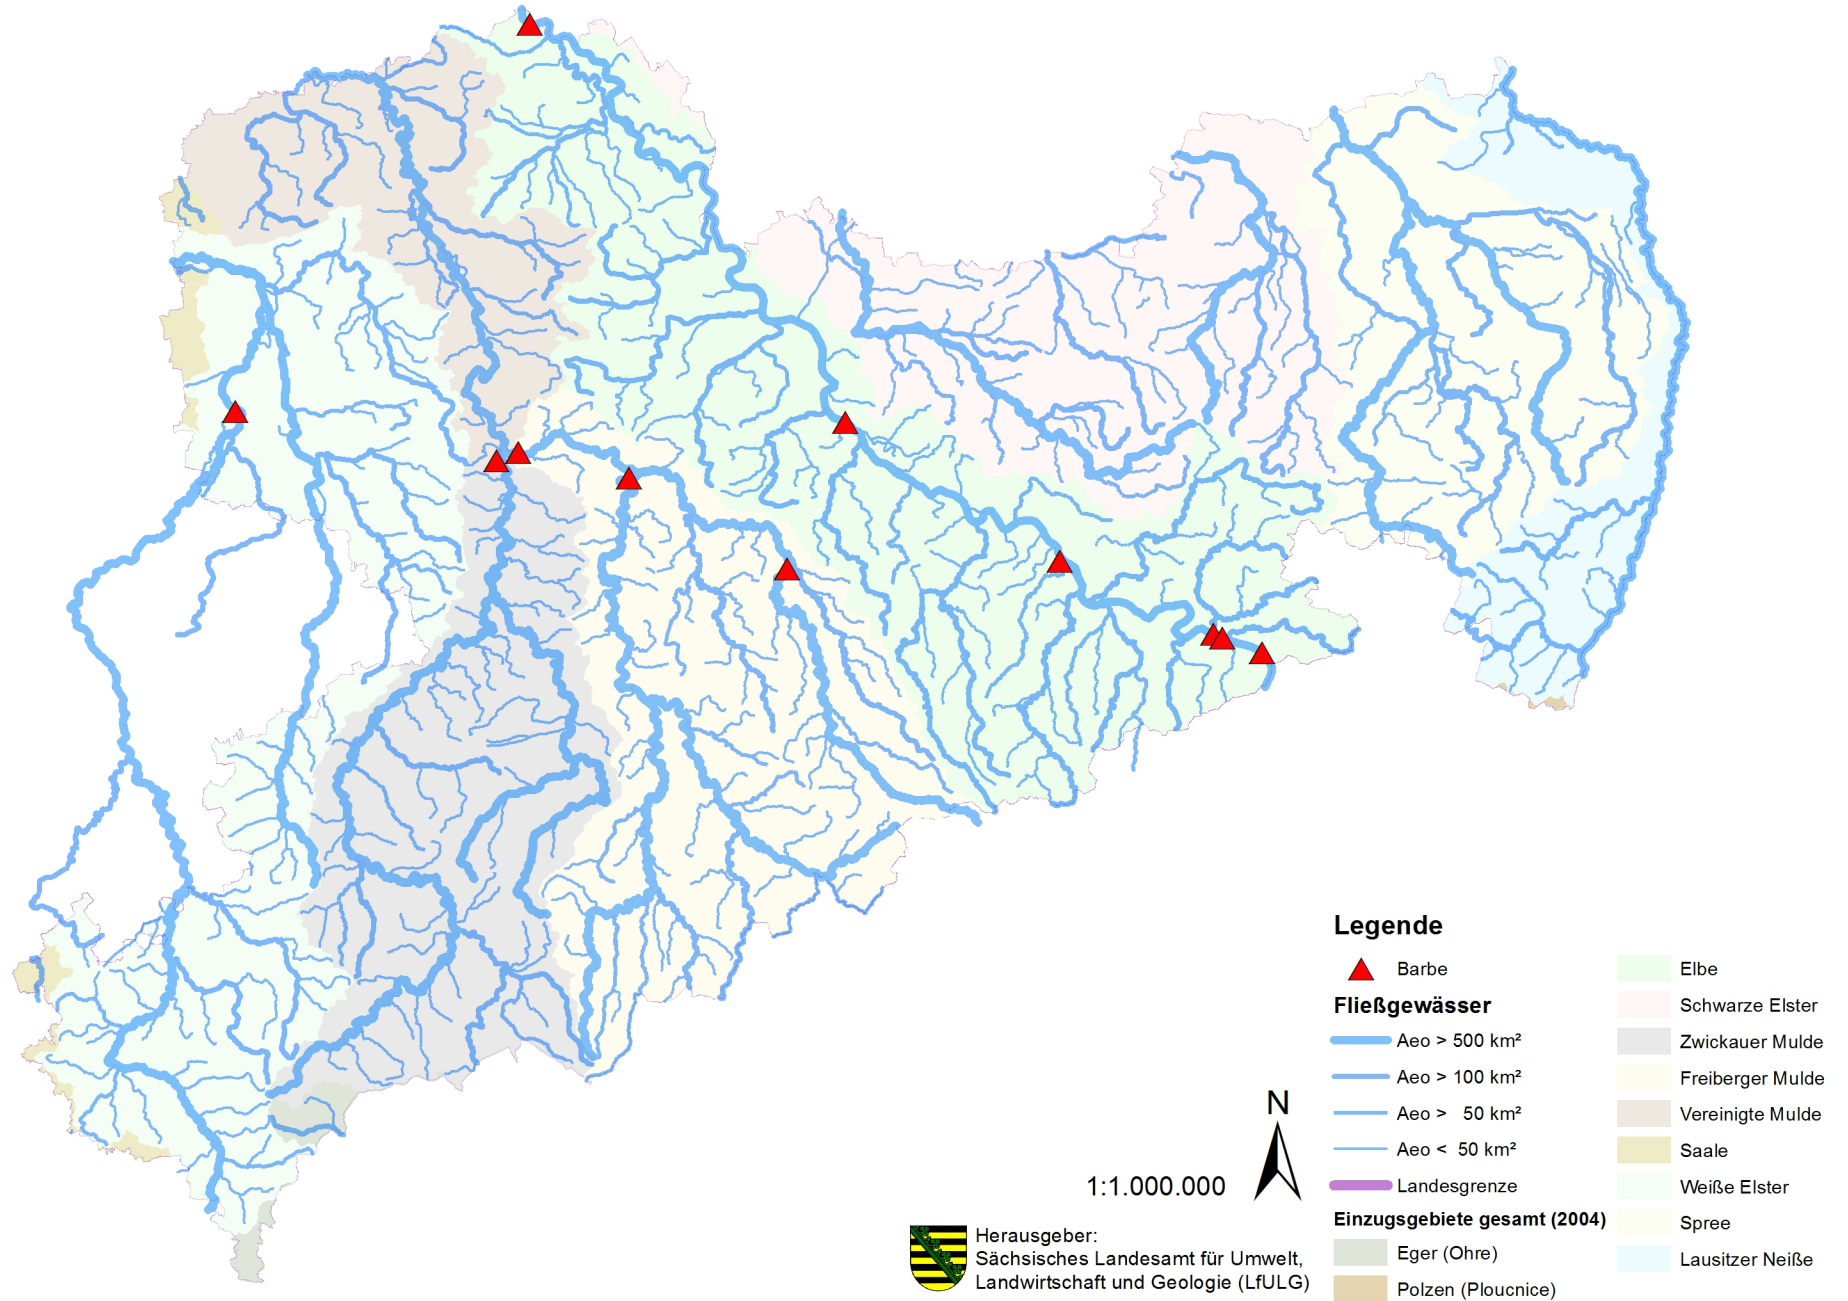 Legende
Barbe
Fließgewässer
Aeo > 500 km²
Aeo > 100 km²
Aeo > 50 km²
Aeo < 50 km²
Landesgrenze
Einzugsgebiete gesamt (2004)
Eger (Ohre)
Polzen (Ploucnice)
Elbe
Schwarze Elster
Zwickauer Mulde
Freiberger Mulde
Vereinigte Mulde
Saale
Weiße Elster
Spree
Lausitzer Neiße
N
1:1.000.000
Herausgeber:
Sächsisches Landesamt für Umwelt,
Landwirtschaft und Geologie (LfULG)